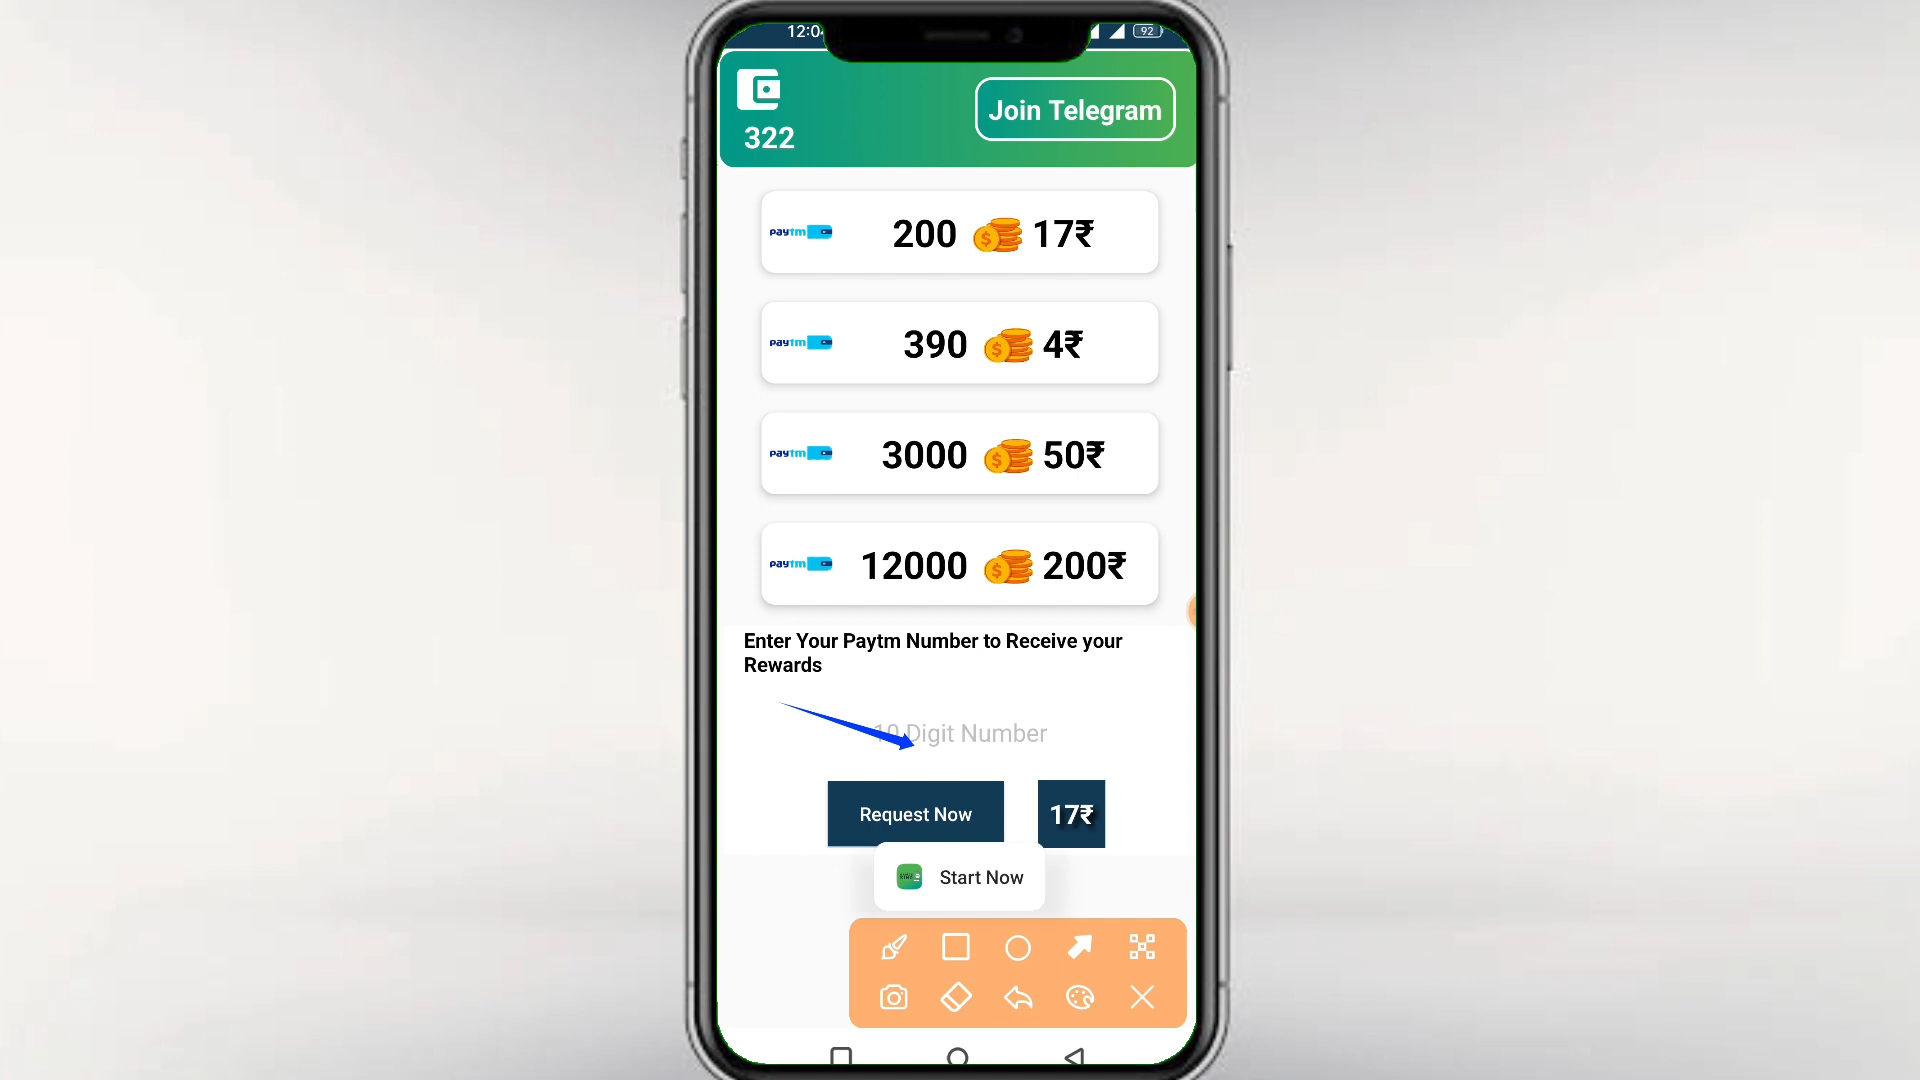 12:04
92
322
Join Telegram
paytm 200 17₹
paytm 390 4₹
paytm 3000 50₹
paytm 12000 200₹
Enter Your Paytm Number to Receive your
Rewards
10 Digit Number
Request Now
17₹
Start Now